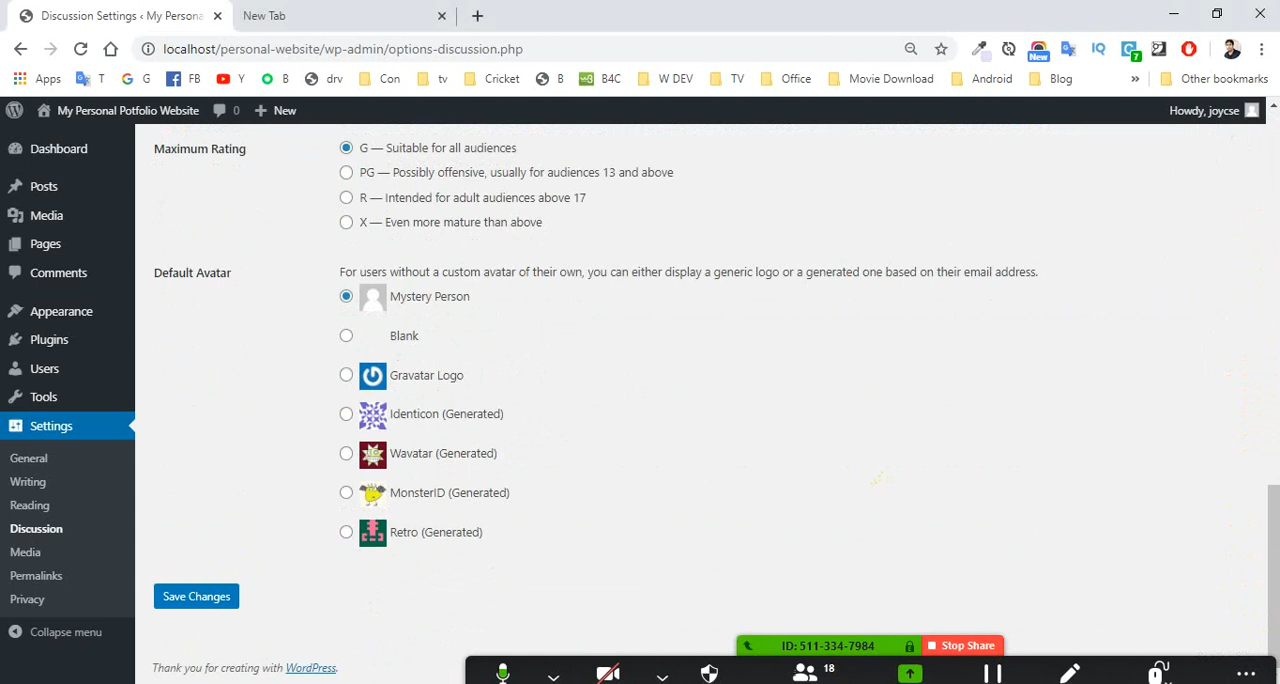 Discussion Settings ‹ My Persona
New Tab
localhost/personal-website/wp-admin/options-discussion.php
New
IQ
7
Apps T G FB Y B drv Con tv Cricket B B4C W DEV TV Office Movie Download Android Blog » Other bookmarks
My Personal Potfolio Website 0 New
Howdy, joycse
Dashboard
Posts
Media
Pages
Comments
Appearance
Plugins
Users
Tools
Settings
General
Writing
Reading
Discussion
Media
Permalinks
Privacy
Collapse menu
Maximum Rating
G — Suitable for all audiences
PG — Possibly offensive, usually for audiences 13 and above
R — Intended for adult audiences above 17
X — Even more mature than above
Default Avatar
For users without a custom avatar of their own, you can either display a generic logo or a generated one based on their email address.
Mystery Person
Blank
Gravatar Logo
Identicon (Generated)
Wavatar (Generated)
MonsterID (Generated)
Retro (Generated)
Save Changes
Thank you for creating with WordPress.
ID: 511-334-7984
Stop Share
18